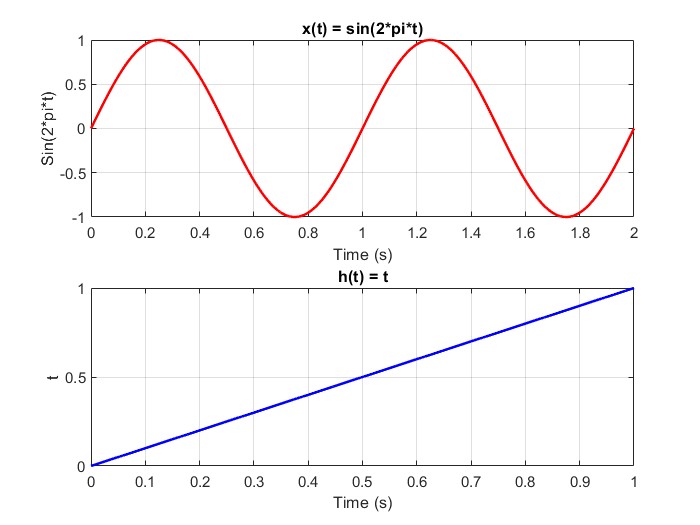 x(t) = sin(2*pi*t)
Sin(2*pi*t)
1
0.5
0
-0.5
-1
0 0.2 0.4 0.6 0.8 1 1.2 1.4 1.6 1.8 2
Time (s)
h(t) = t
t
1
0.5
0
0 0.1 0.2 0.3 0.4 0.5 0.6 0.7 0.8 0.9 1
Time (s)